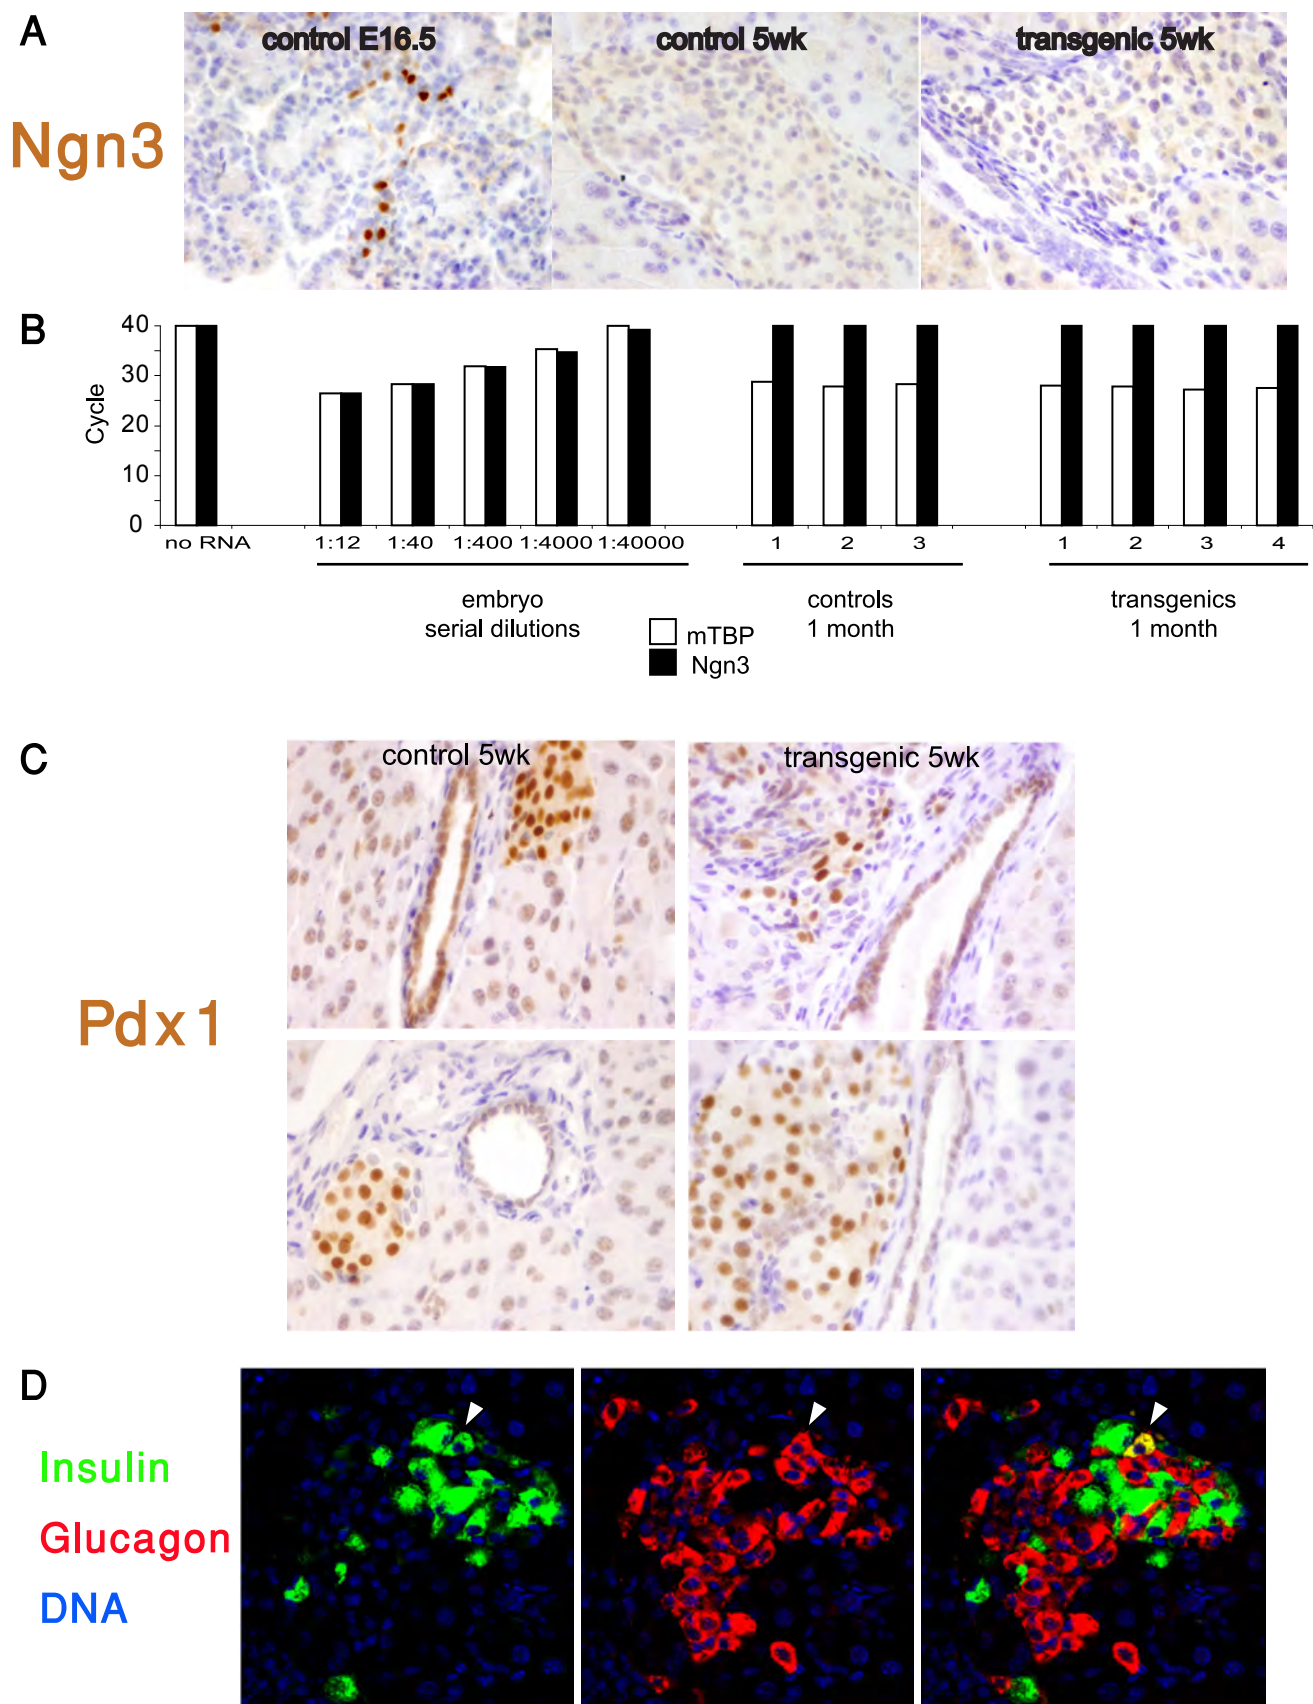 A
control E16.5
control 5wk
transgenic 5wk
Ngn3
B
Cycle
40
30
20
10
0
no RNA
1:12
1:40
1:400
1:4000
1:40000
1
2
3
1
2
3
4
embryo
serial dilutions
controls
1 month
transgenics
1 month
mTBP
Ngn3
C
control 5wk
transgenic 5wk
Pdx1
D
Insulin
Glucagon
DNA